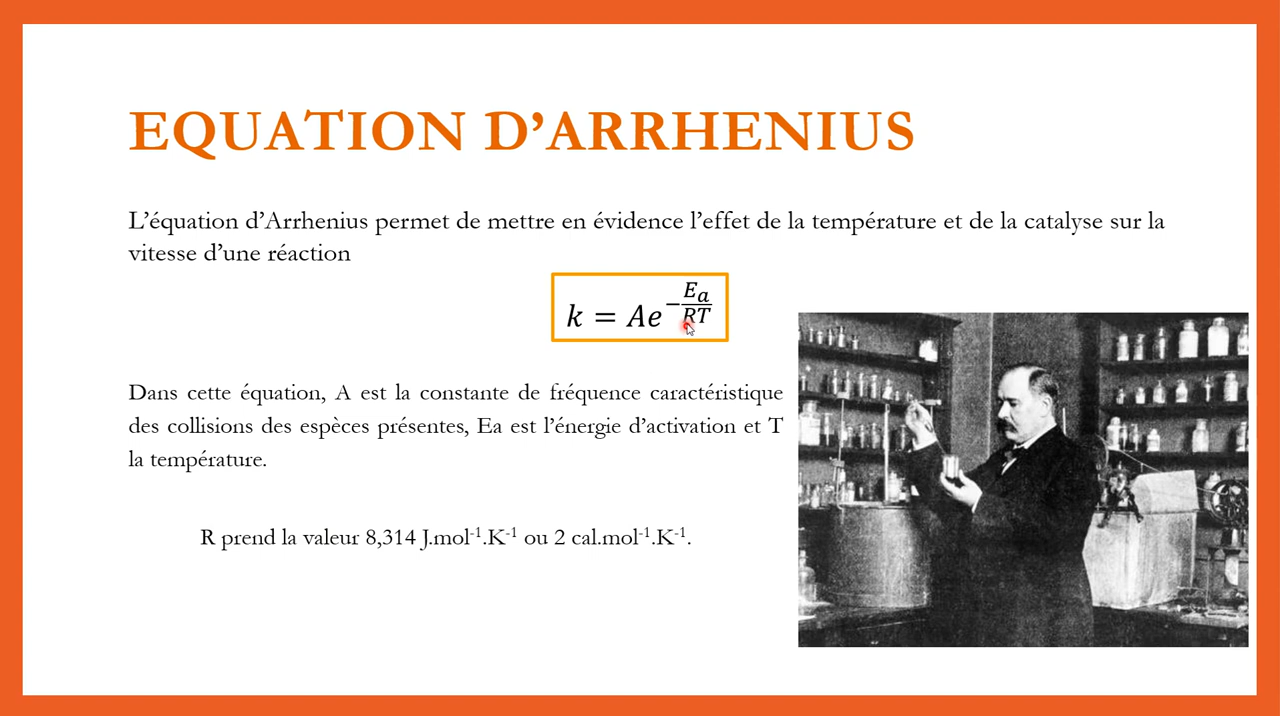 EQUATION D’ARRHENIUS
L’équation d’Arrhenius permet de mettre en évidence l’effet de la température et de la catalyse sur la
vitesse d’une réaction
k = Ae^{-\frac{E_a}{RT}}
Dans cette équation, A est la constante de fréquence caractéristique
des collisions des espèces présentes, Ea est l’énergie d’activation et T
la température.
R prend la valeur 8,314 J.mol⁻¹.K⁻¹ ou 2 cal.mol⁻¹.K⁻¹.